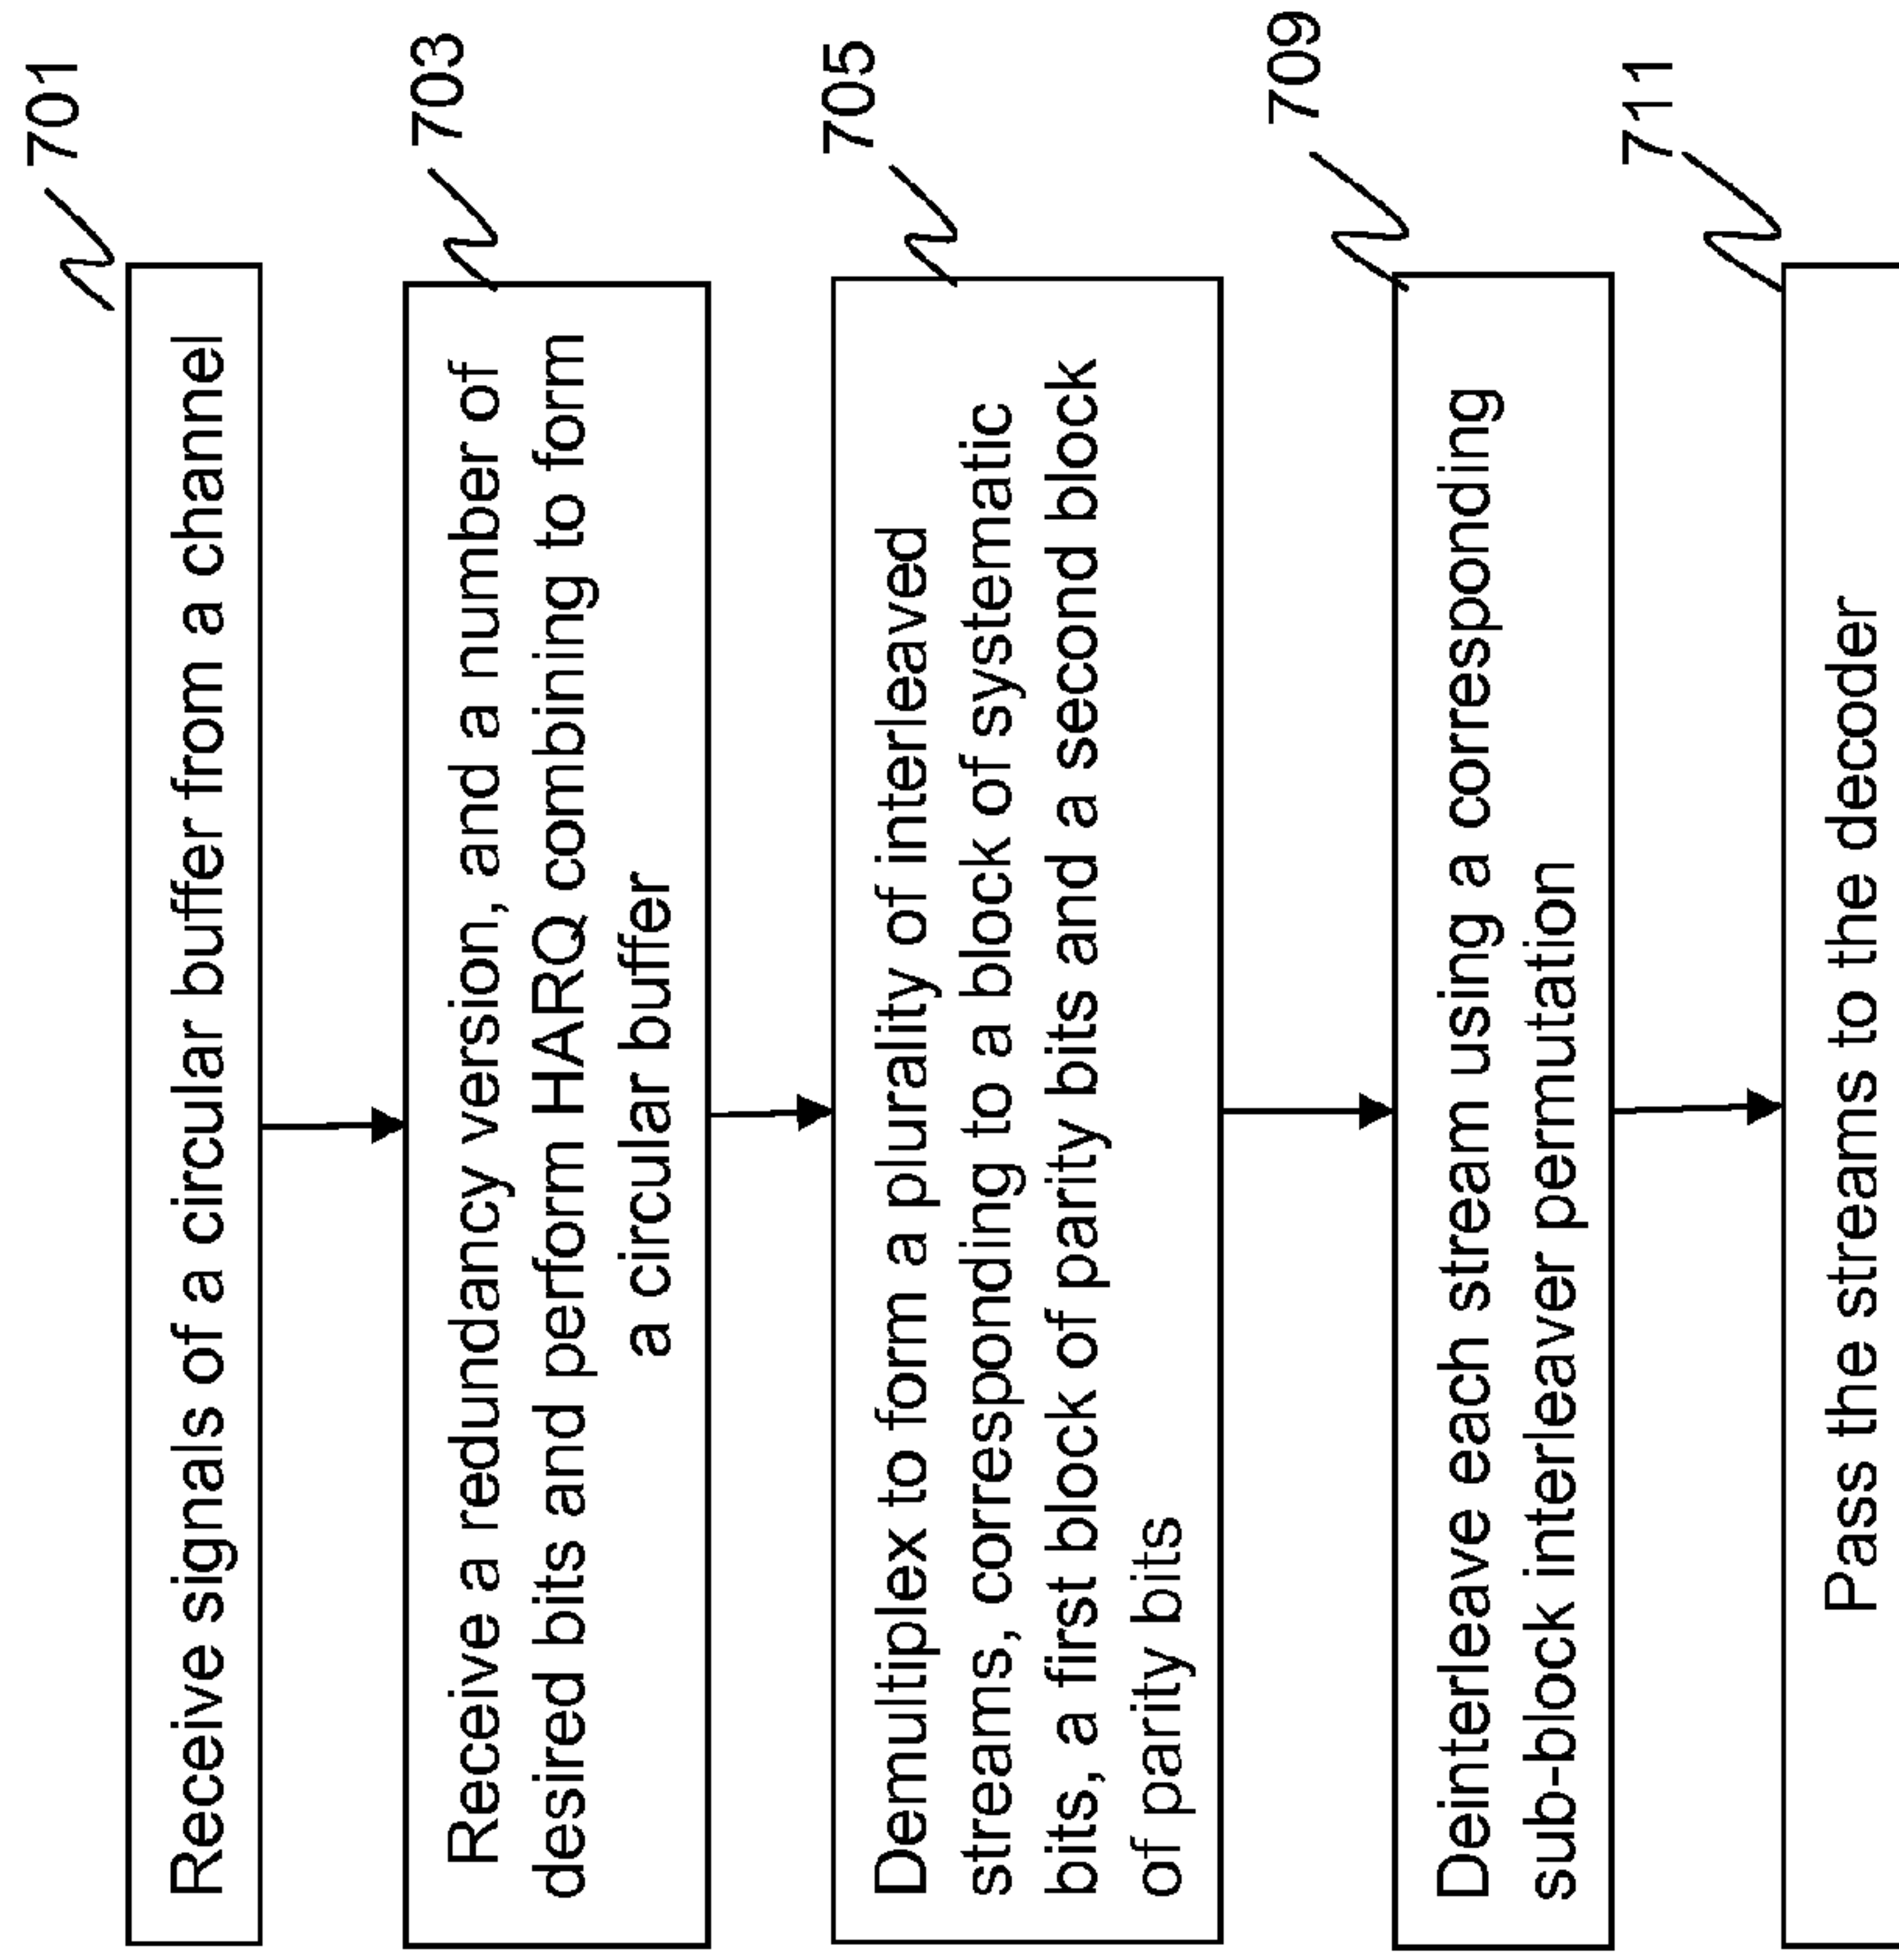 701
Receive signals of a circular buffer from a channel
703
Receive a redundancy version, and a number of
desired bits and perform HARQ combining to form
a circular buffer
705
Demultiplex to form a plurality of interleaved
streams, corresponding to a block of systematic
bits, a first block of parity bits and a second block
of parity bits
709
Deinterleave each stream using a corresponding
sub-block interleaver permutation
711
Pass the streams to the decoder